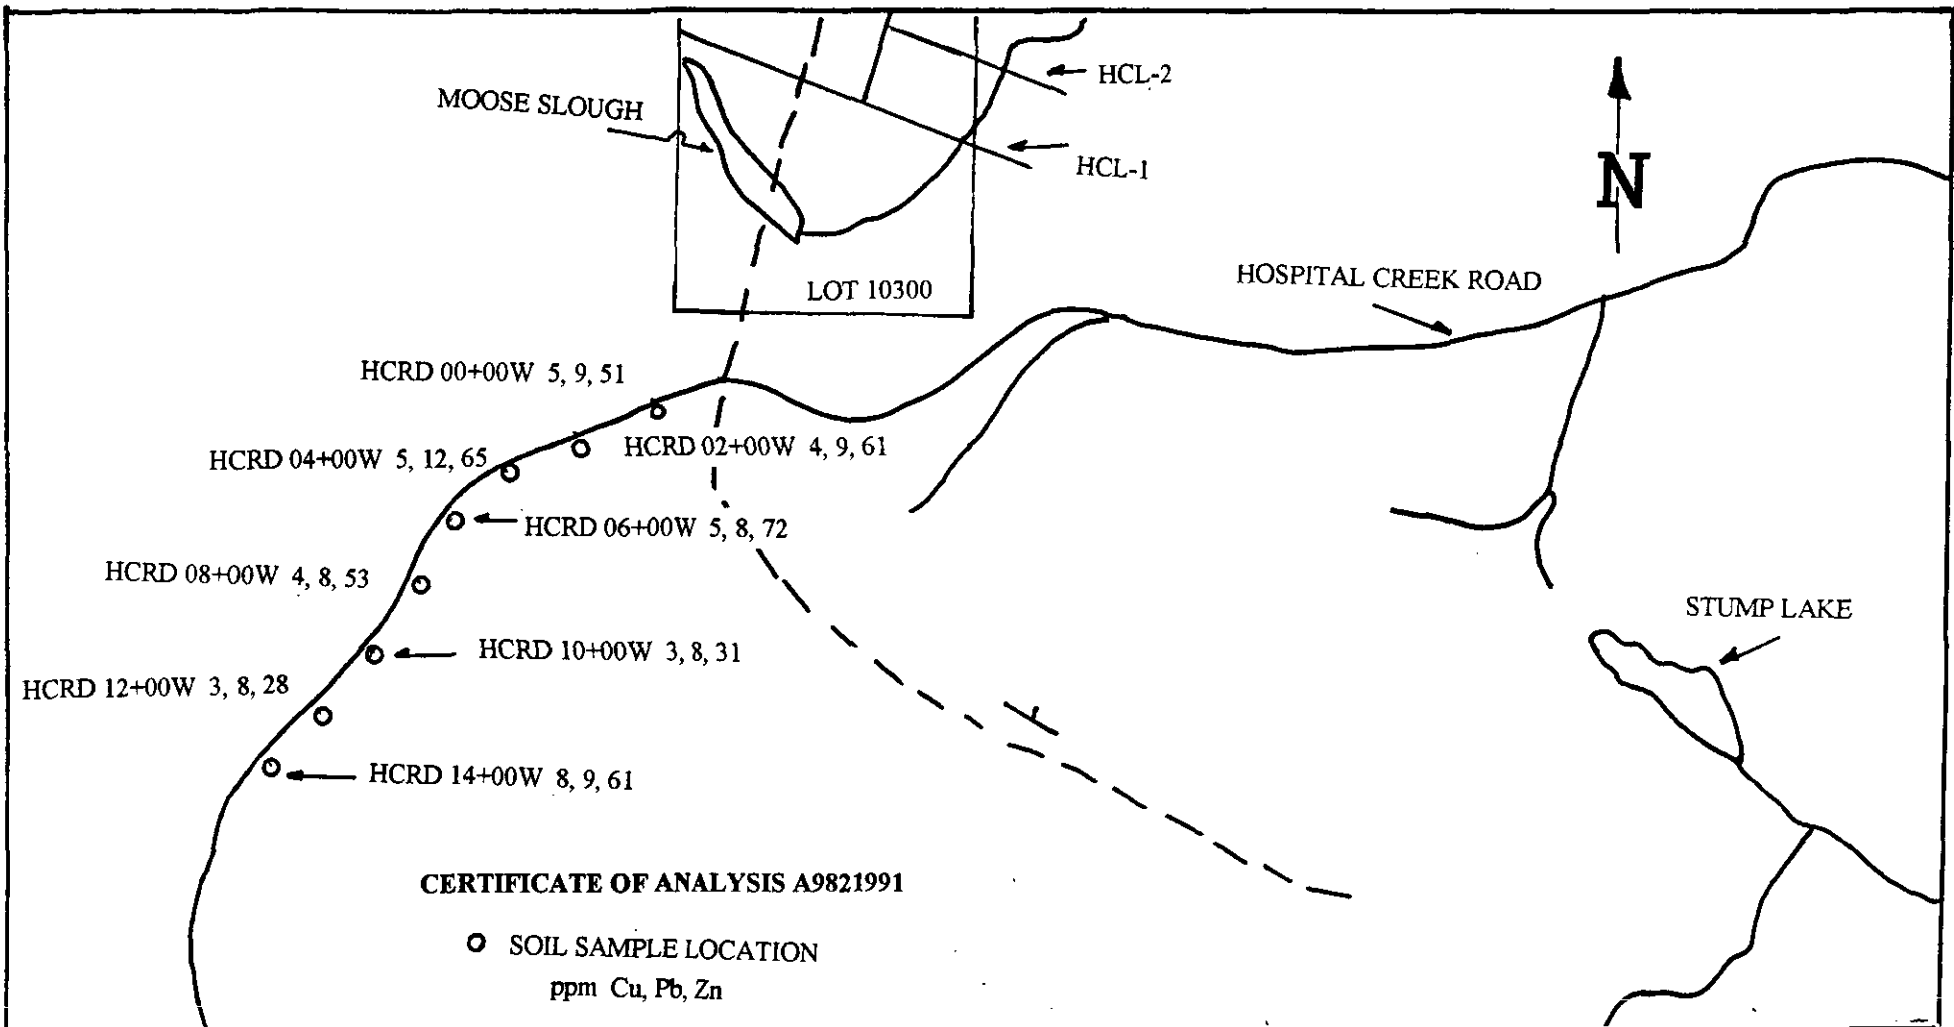 HCL-2
MOOSE SLOUGH
HCL-1
N
HOSPITAL CREEK ROAD
LOT 10300
HCRD 00+00W 5, 9, 51
HCRD 02+00W 4, 9, 61
HCRD 04+00W 5, 12, 65
HCRD 06+00W 5, 8, 72
HCRD 08+00W 4, 8, 53
STUMP LAKE
HCRD 10+00W 3, 8, 31
HCRD 12+00W 3, 8, 28
HCRD 14+00W 8, 9, 61
CERTIFICATE OF ANALYSIS A9821991
SOIL SAMPLE LOCATION
ppm Cu, Pb, Zn